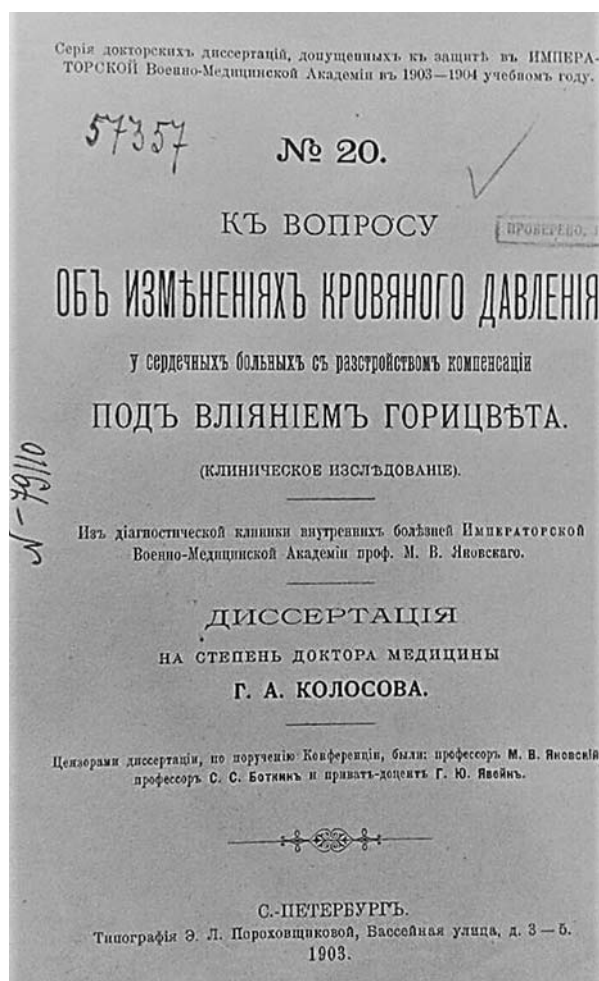 Серія докторскихъ диссертацій, допущенныхъ къ защитѣ въ ИМПЕРА-
ТОРСКОЙ Военно-Медицинской Академіи въ 1903—1904 учебномъ году.
57357
№ 20.
КЪ ВОПРОСУ
ПРОВЕРЕНО,
ОБЪ ИЗМѢНЕНІЯХЪ КРОВЯНОГО ДАВЛЕНІЯ
у сердечныхъ больныхъ съ разстройствомъ компенсаціи
ПОДЪ ВЛІЯНІЕМЪ ГОРИЦВѢТА.
(КЛИНИЧЕСКОЕ ИЗСЛѢДОВАНІЕ).
Изъ діагностической клиники внутреннихъ болѣзней ИМПЕРАТОРСКОЙ
Военно-Медицинской Академіи проф. М. В. Яновскаго.
ДИССЕРТАЦІЯ
НА СТЕПЕНЬ ДОКТОРА МЕДИЦИНЫ
Г. А. КОЛОСОВА.
Цензорами диссертаціи, по порученію Конференціи, были: профессоръ М. В. Яновскій
профессоръ С. С. Боткинъ и приватъ-доцентъ Г. Ю. Явейнъ.
С.-ПЕТЕРБУРГЪ.
Типографія Э. Л. Пороховщиковой, Бассейная улица, д. 3—5.
1903.